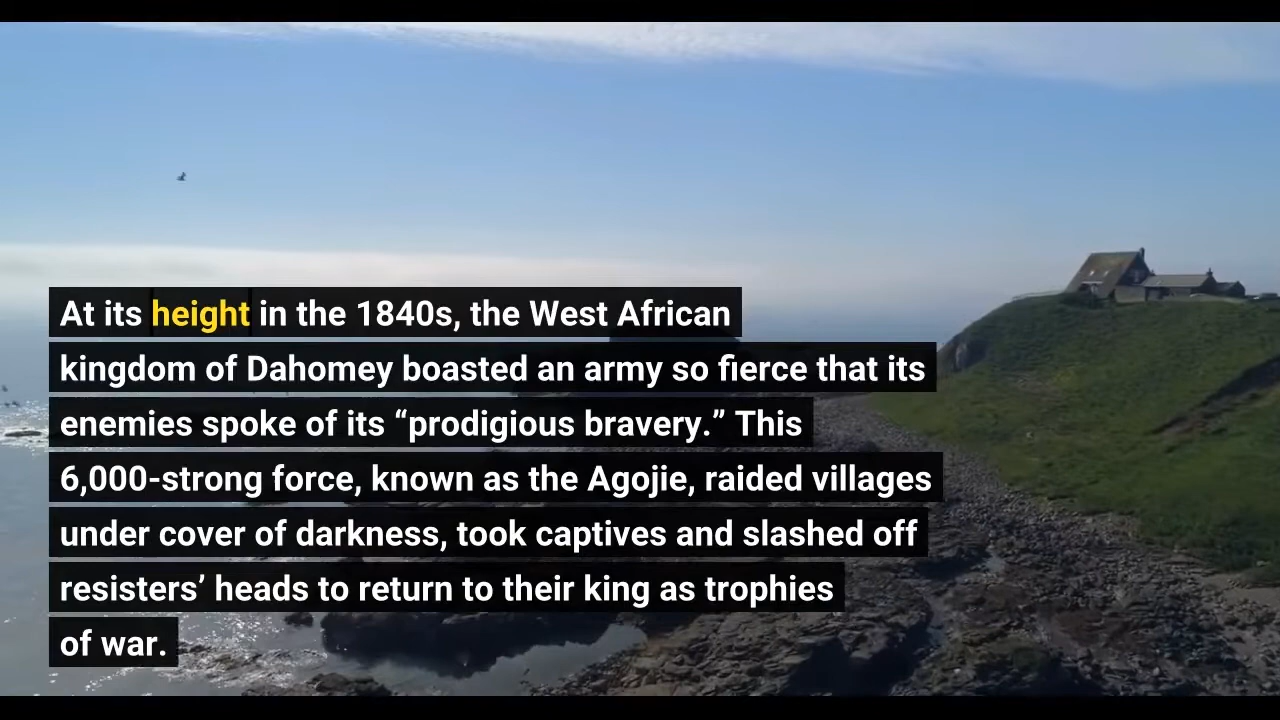 At its height in the 1840s, the West African
kingdom of Dahomey boasted an army so fierce that its
enemies spoke of its “prodigious bravery.” This
6,000-strong force, known as the Agojie, raided villages
under cover of darkness, took captives and slashed off
resisters’ heads to return to their king as trophies
of war.